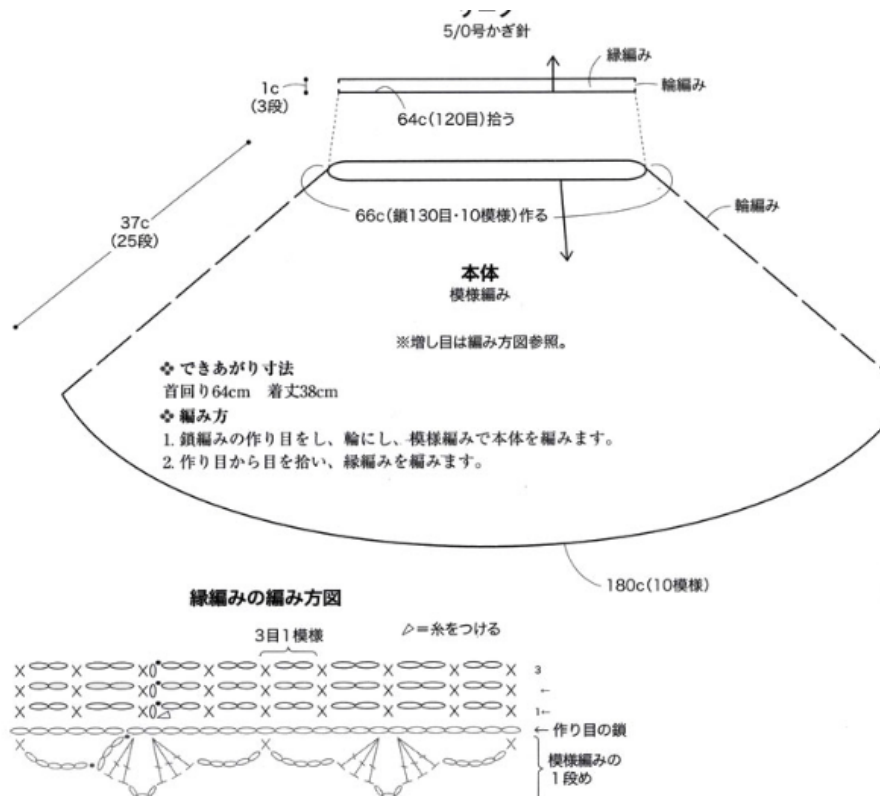 5/0号かぎ針
縁編み
輪編み
1c
(3段)
64c(120目)拾う
66c(鎖130目・10模様)作る
輪編み
37c
(25段)
本体
模様編み
※増し目は編み方図参照。
❖ できあがり寸法
首回り64cm 着丈38cm
❖ 編み方
1. 鎖編みの作り目をし、輪にし、模様編みで本体を編みます。
2. 作り目から目を拾い、縁編みを編みます。
180c(10模様)
縁編みの編み方図
3目1模様
=糸をつける
3
←
1←
← 作り目の鎖
模様編みの
1段め